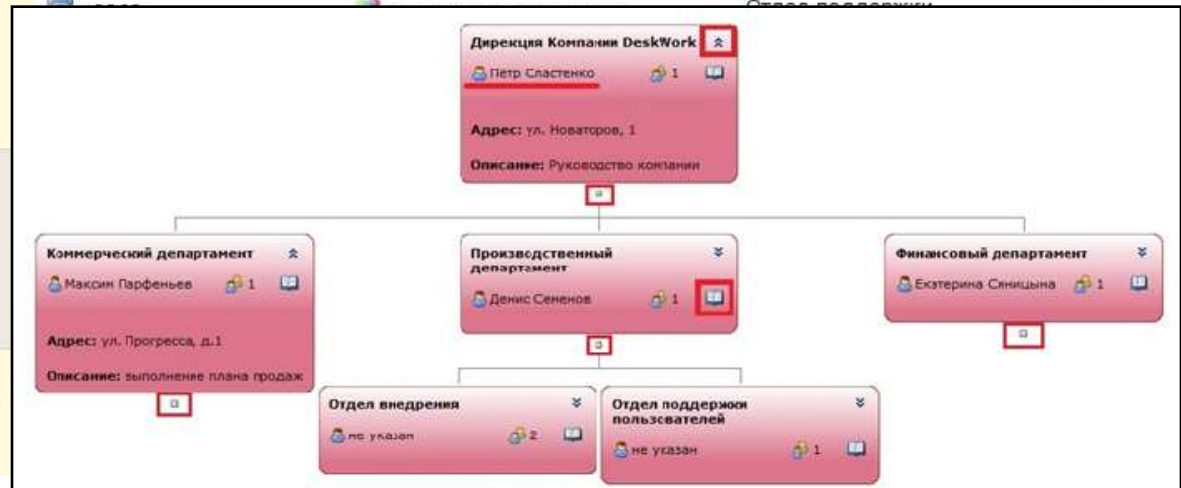 Отдел поддержки
Дирекция Компании DeskWork
Петр Сластенко 1
Адрес: ул. Новаторов, 1
Описание: Руководство компании
Коммерческий департамент
Максим Парфеньев 1
Адрес: ул. Прогресса, д.1
Описание: выполнение плана продаж
Производственный
департамент
Денис Семенов 1
Финансовый департамент
Екатерина Синицына 1
Отдел внедрения
не указан 2
Отдел поддержки
пользователей
не указан 1